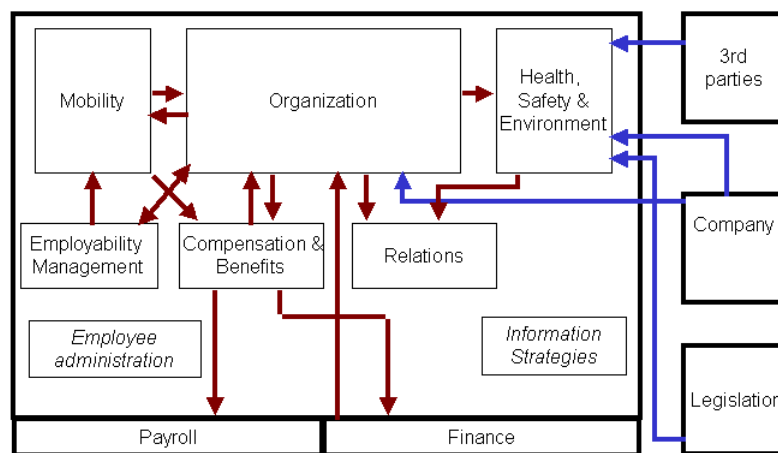 Mobility
Organization
Health,
Safety &
Environment
3rd
parties
Employability
Management
Compensation &
Benefits
Relations
Company
Employee
administration
Information
Strategies
Legislation
Payroll
Finance